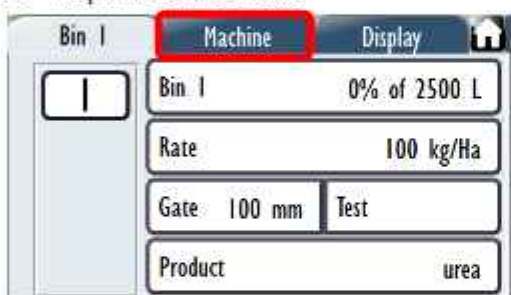 Bin 1 Machine Display
1
Bin 1 0% of 2500 L
Rate 100 kg/Ha
Gate 100 mm Test
Product urea